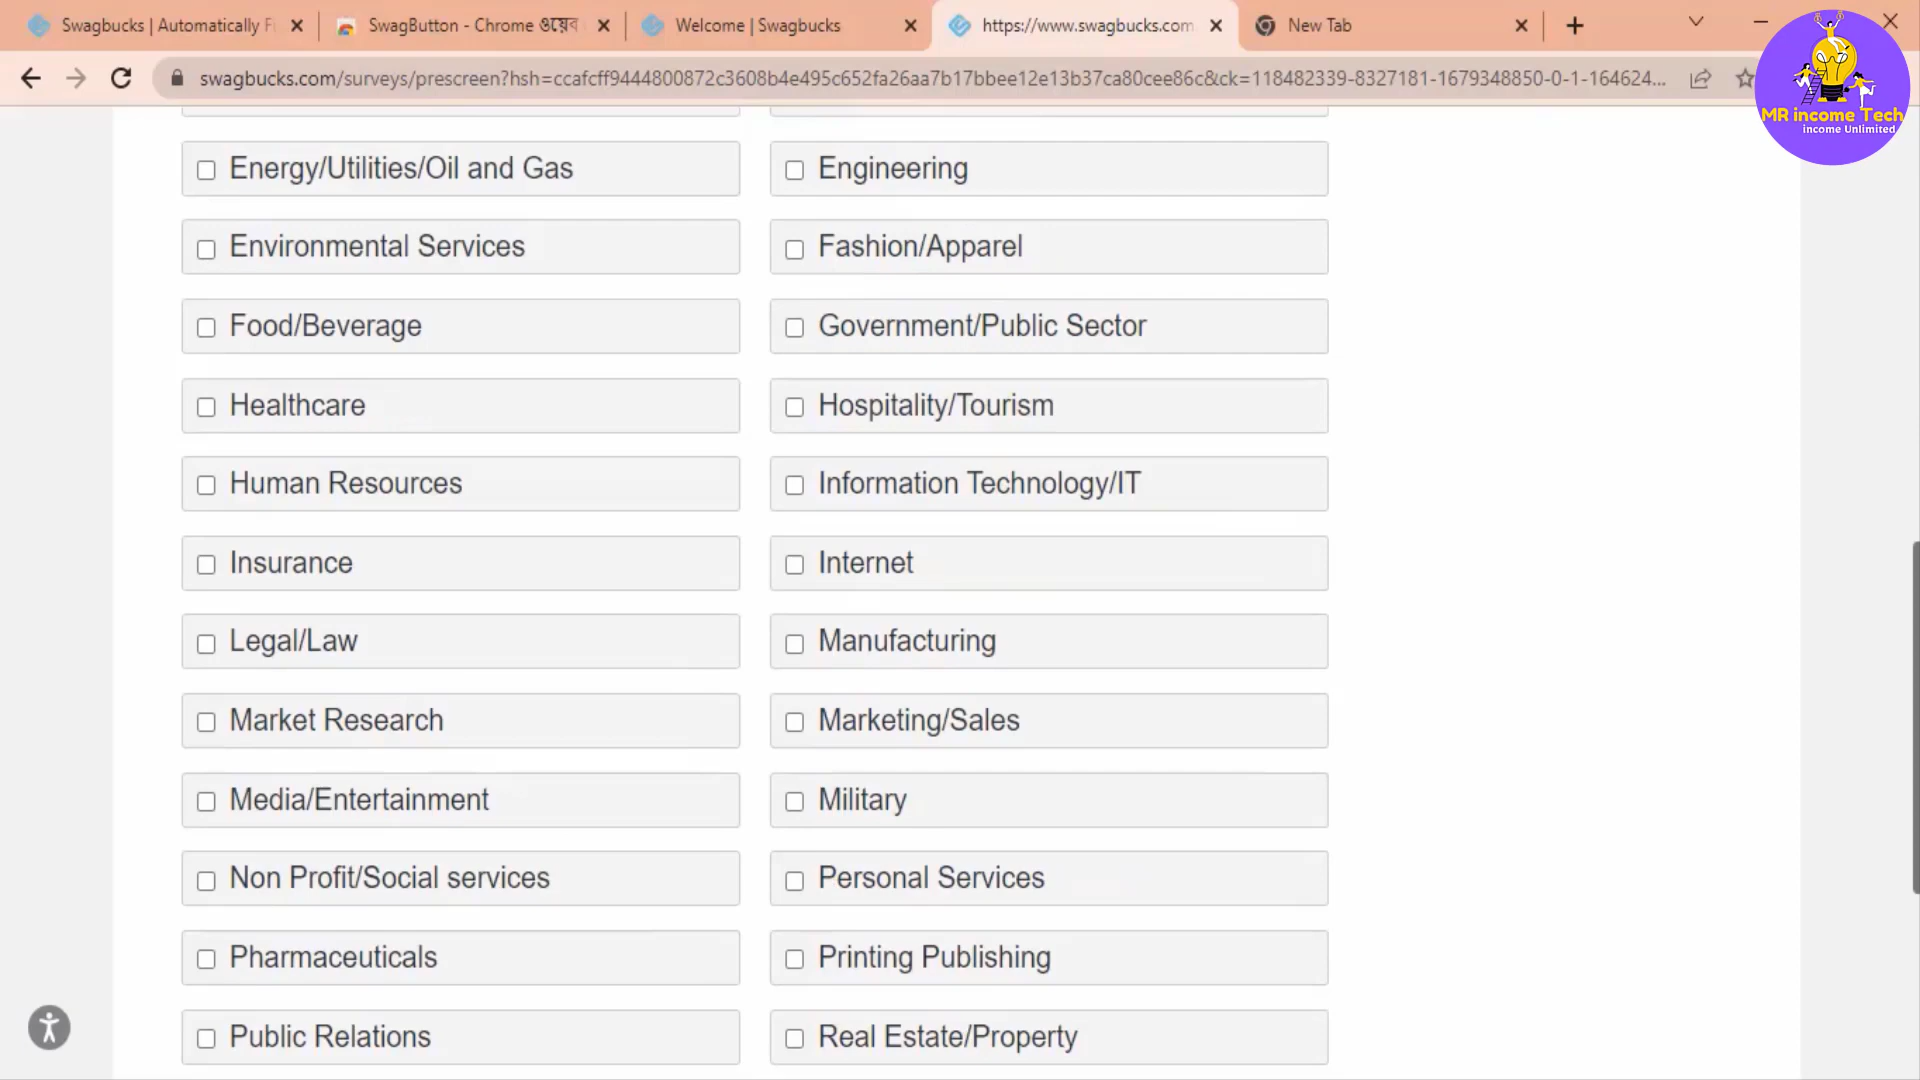 Swagbucks | Automatically Fi
SwagButton - Chrome ওয়েব
Welcome | Swagbucks
https://www.swagbucks.com
New Tab
swagbucks.com/surveys/prescreen?hsh=ccafcff9444800872c3608b4e495c652fa26aa7b17bbee12e13b37ca80cee86c&ck=118482339-8327181-1679348850-0-1-164624...
MR income Tech
income Unlimited
Energy/Utilities/Oil and Gas
Engineering
Environmental Services
Fashion/Apparel
Food/Beverage
Government/Public Sector
Healthcare
Hospitality/Tourism
Human Resources
Information Technology/IT
Insurance
Internet
Legal/Law
Manufacturing
Market Research
Marketing/Sales
Media/Entertainment
Military
Non Profit/Social services
Personal Services
Pharmaceuticals
Printing Publishing
Public Relations
Real Estate/Property